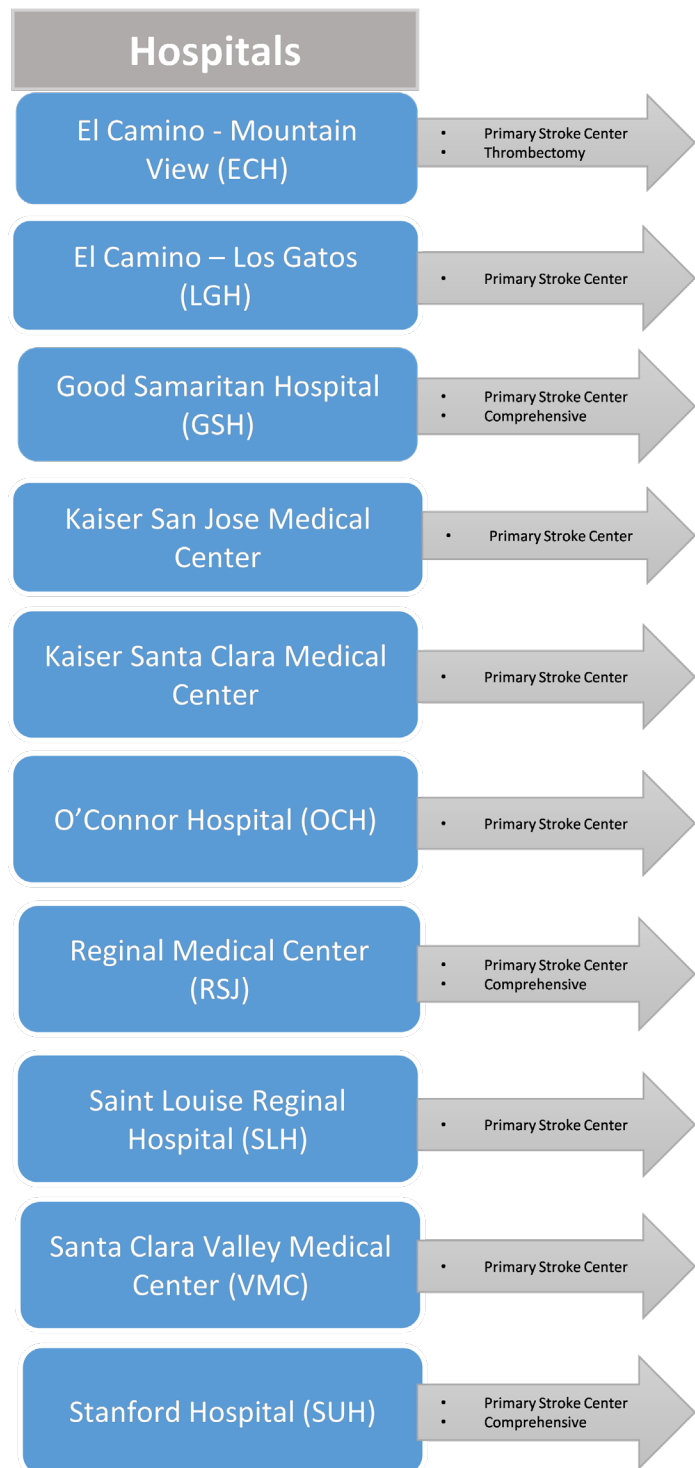 Hospitals
El Camino - Mountain
View (ECH)
• Primary Stroke Center
• Thrombectomy
El Camino – Los Gatos
(LGH)
• Primary Stroke Center
Good Samaritan Hospital
(GSH)
• Primary Stroke Center
• Comprehensive
Kaiser San Jose Medical
Center
• Primary Stroke Center
Kaiser Santa Clara Medical
Center
• Primary Stroke Center
O’Connor Hospital (OCH)
• Primary Stroke Center
Reginal Medical Center
(RSJ)
• Primary Stroke Center
• Comprehensive
Saint Louise Reginal
Hospital (SLH)
• Primary Stroke Center
Santa Clara Valley Medical
Center (VMC)
• Primary Stroke Center
Stanford Hospital (SUH)
• Primary Stroke Center
• Comprehensive